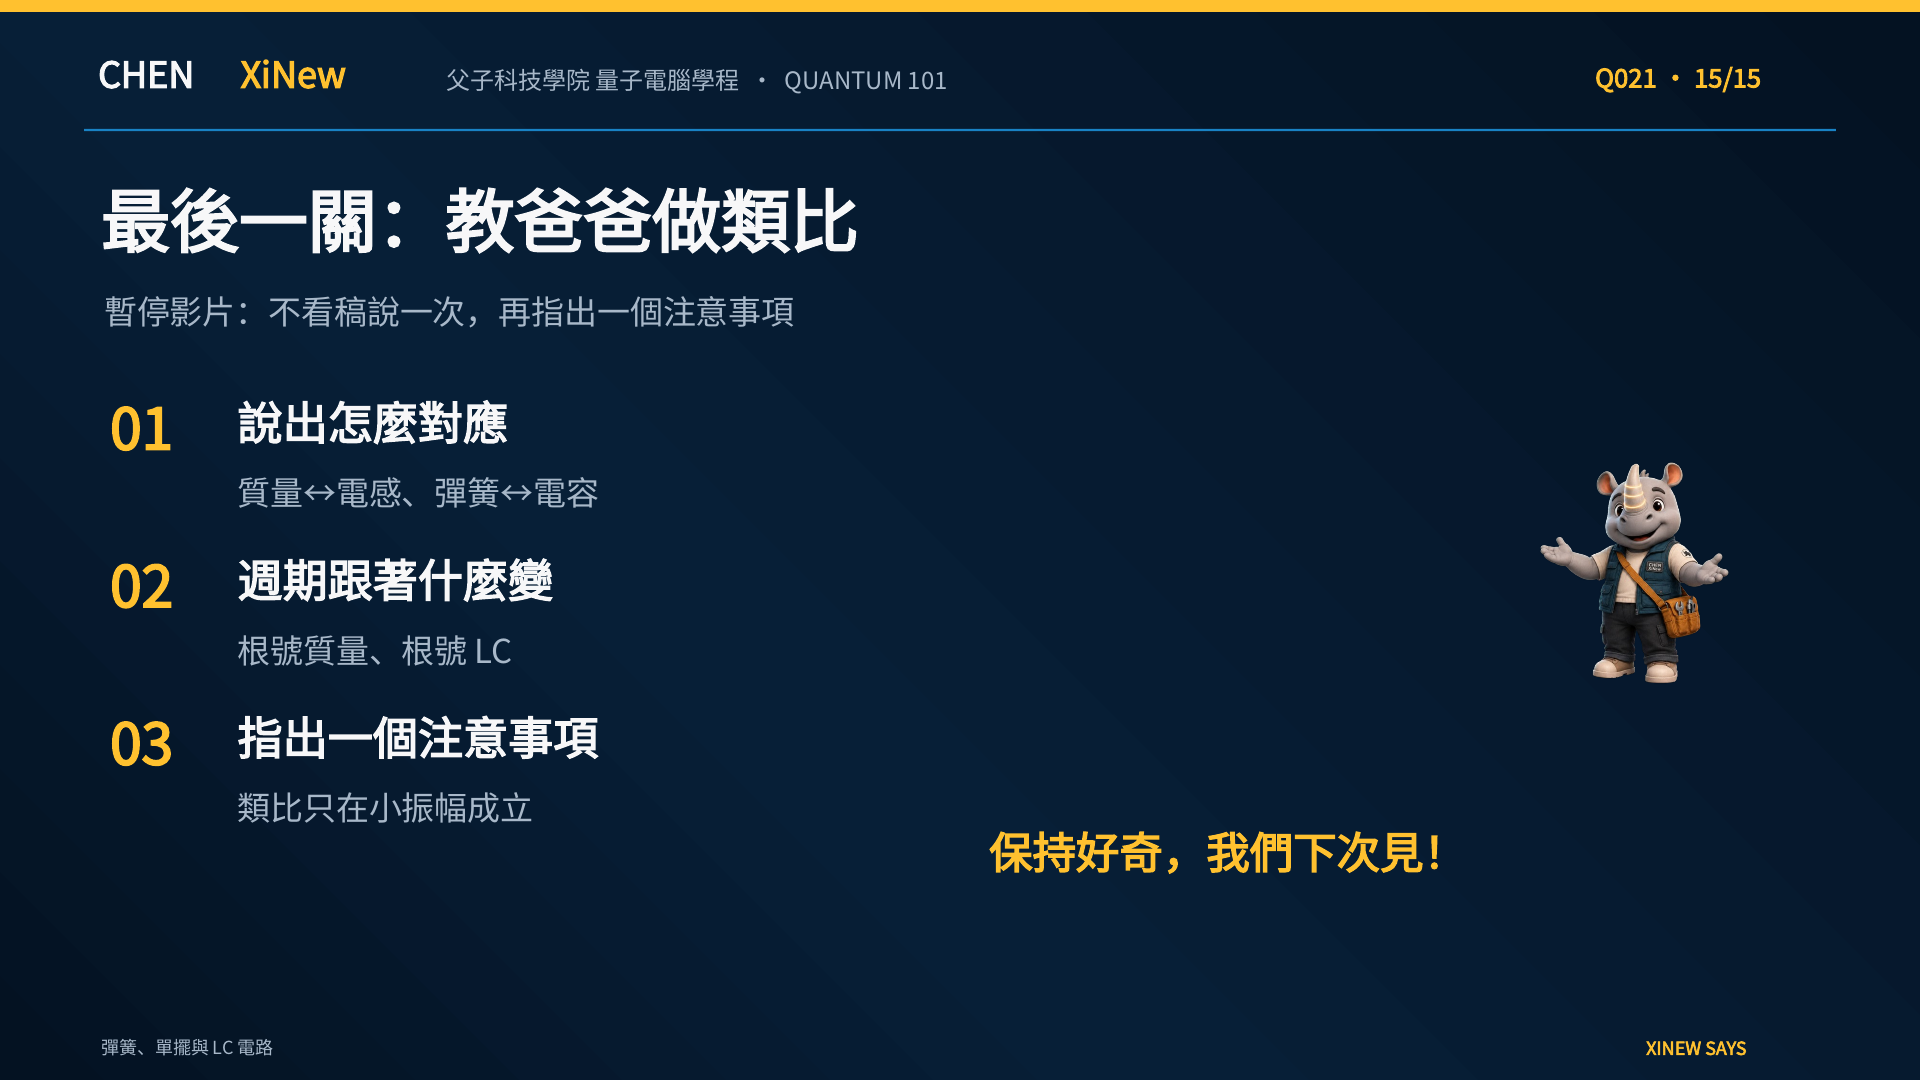 CHEN XiNew 父子科技學院 量子電腦學程 • QUANTUM 101 Q021 • 15/15
最後一關：教爸爸做類比
暫停影片：不看稿說一次，再指出一個注意事項
01 說出怎麼對應
質量↔電感、彈簧↔電容
02 週期跟著什麼變
根號質量、根號 LC
03 指出一個注意事項
類比只在小振幅成立
保持好奇，我們下次見！
彈簧、單擺與 LC 電路 XINEW SAYS